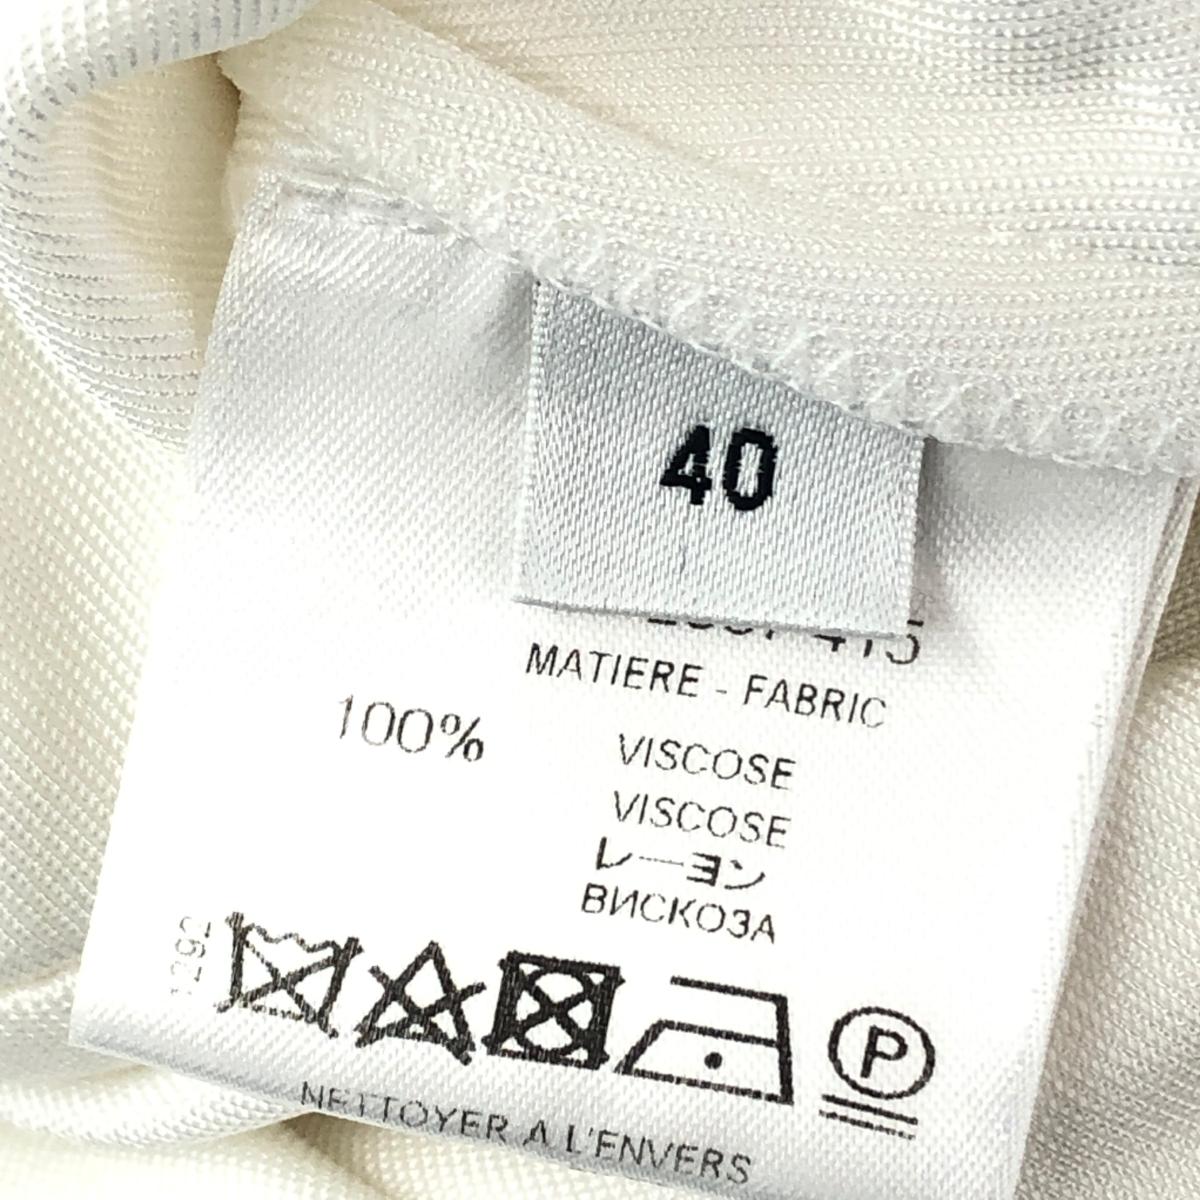 40
MATIERE - FABRIC
100% VISCOSE
VISCOSE
レーヨン
ВИСКОЗА
P
NETTOYER A L'ENVERS